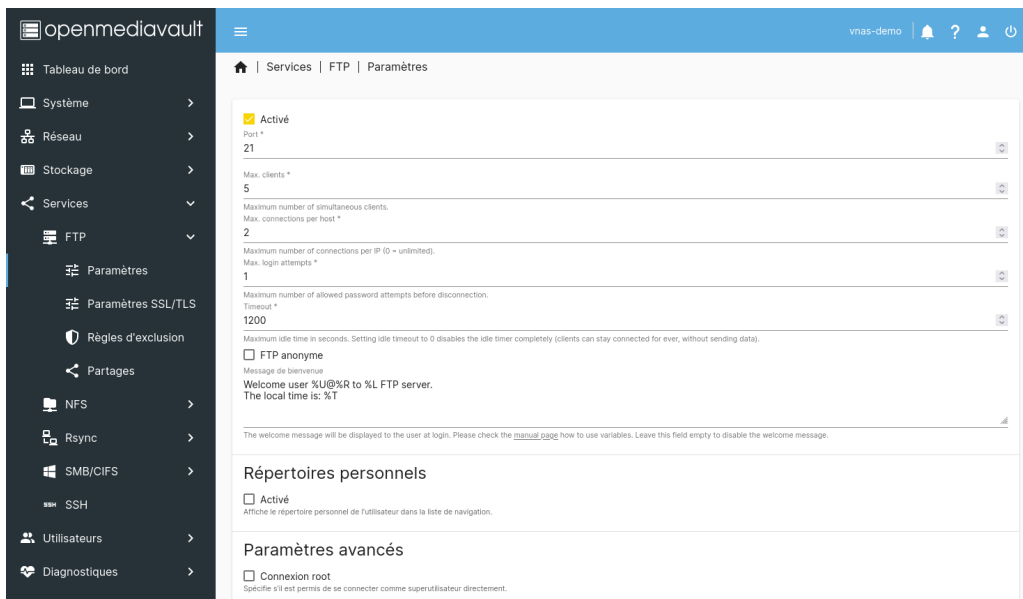 openmediavault
vnas-demo
Tableau de bord
Système
Réseau
Stockage
Services
FTP
Paramètres
Paramètres SSL/TLS
Règles d'exclusion
Partages
NFS
Rsync
SMB/CIFS
SSH SSH
Utilisateurs
Diagnostiques
| Services | FTP | Paramètres
Activé
Port *
21
Max. clients *
5
Maximum number of simultaneous clients.
Max. connections per host *
2
Maximum number of connections per IP (0 = unlimited).
Max. login attempts *
1
Maximum number of allowed password attempts before disconnection.
Timeout *
1200
Maximum idle time in seconds. Setting idle timeout to 0 disables the idle timer completely (clients can stay connected for ever, without sending data).
FTP anonyme
Message de bienvenue
Welcome user %U@%R to %L FTP server.
The local time is: %T
The welcome message will be displayed to the user at login. Please check the manual page how to use variables. Leave this field empty to disable the welcome message.
Répertoires personnels
Activé
Affiche le répertoire personnel de l'utilisateur dans la liste de navigation.
Paramètres avancés
Connexion root
Spécifie s'il est permis de se connecter comme superutilisateur directement.